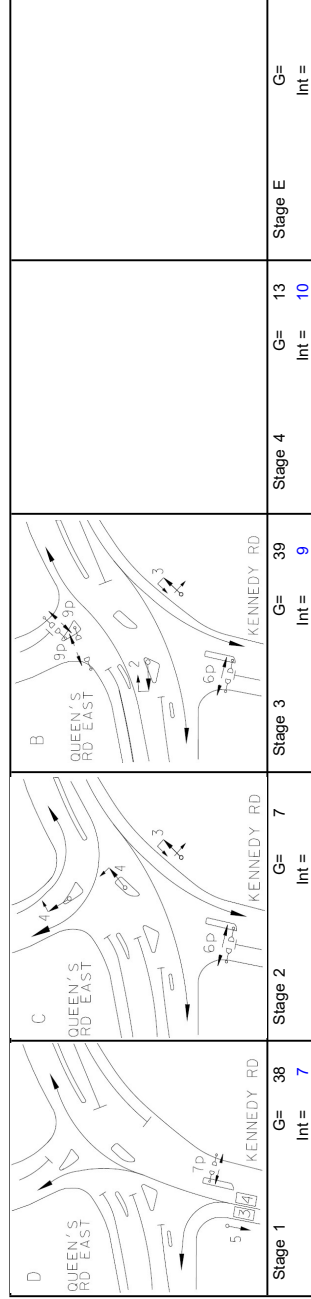 D
QUEEN'S
RD EAST
7p
5
3 4
KENNEDY RD
Stage 1 G= 38
Int = 7
C
4
QUEEN'S
RD EAST
4
3
6p
KENNEDY RD
Stage 2 G= 7
Int =
B
9p
9p
QUEEN'S
RD EAST
2
3
6p
KENNEDY RD
Stage 3 G= 39
Int = 9
Stage 4 G= 13
Int = 10
Stage E G=
Int =